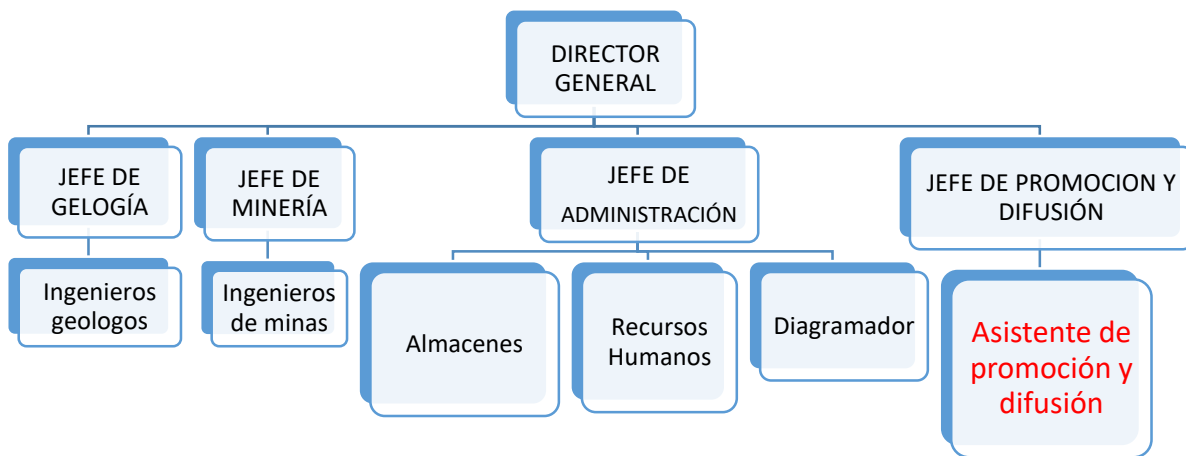 DIRECTOR
GENERAL
JEFE DE
GELOGÍA
JEFE DE
MINERÍA
JEFE DE
ADMINISTRACIÓN
JEFE DE PROMOCION Y
DIFUSIÓN
Ingenieros
geologos
Ingenieros
de minas
Almacenes
Recursos
Humanos
Diagramador
Asistente de
promoción y
difusión